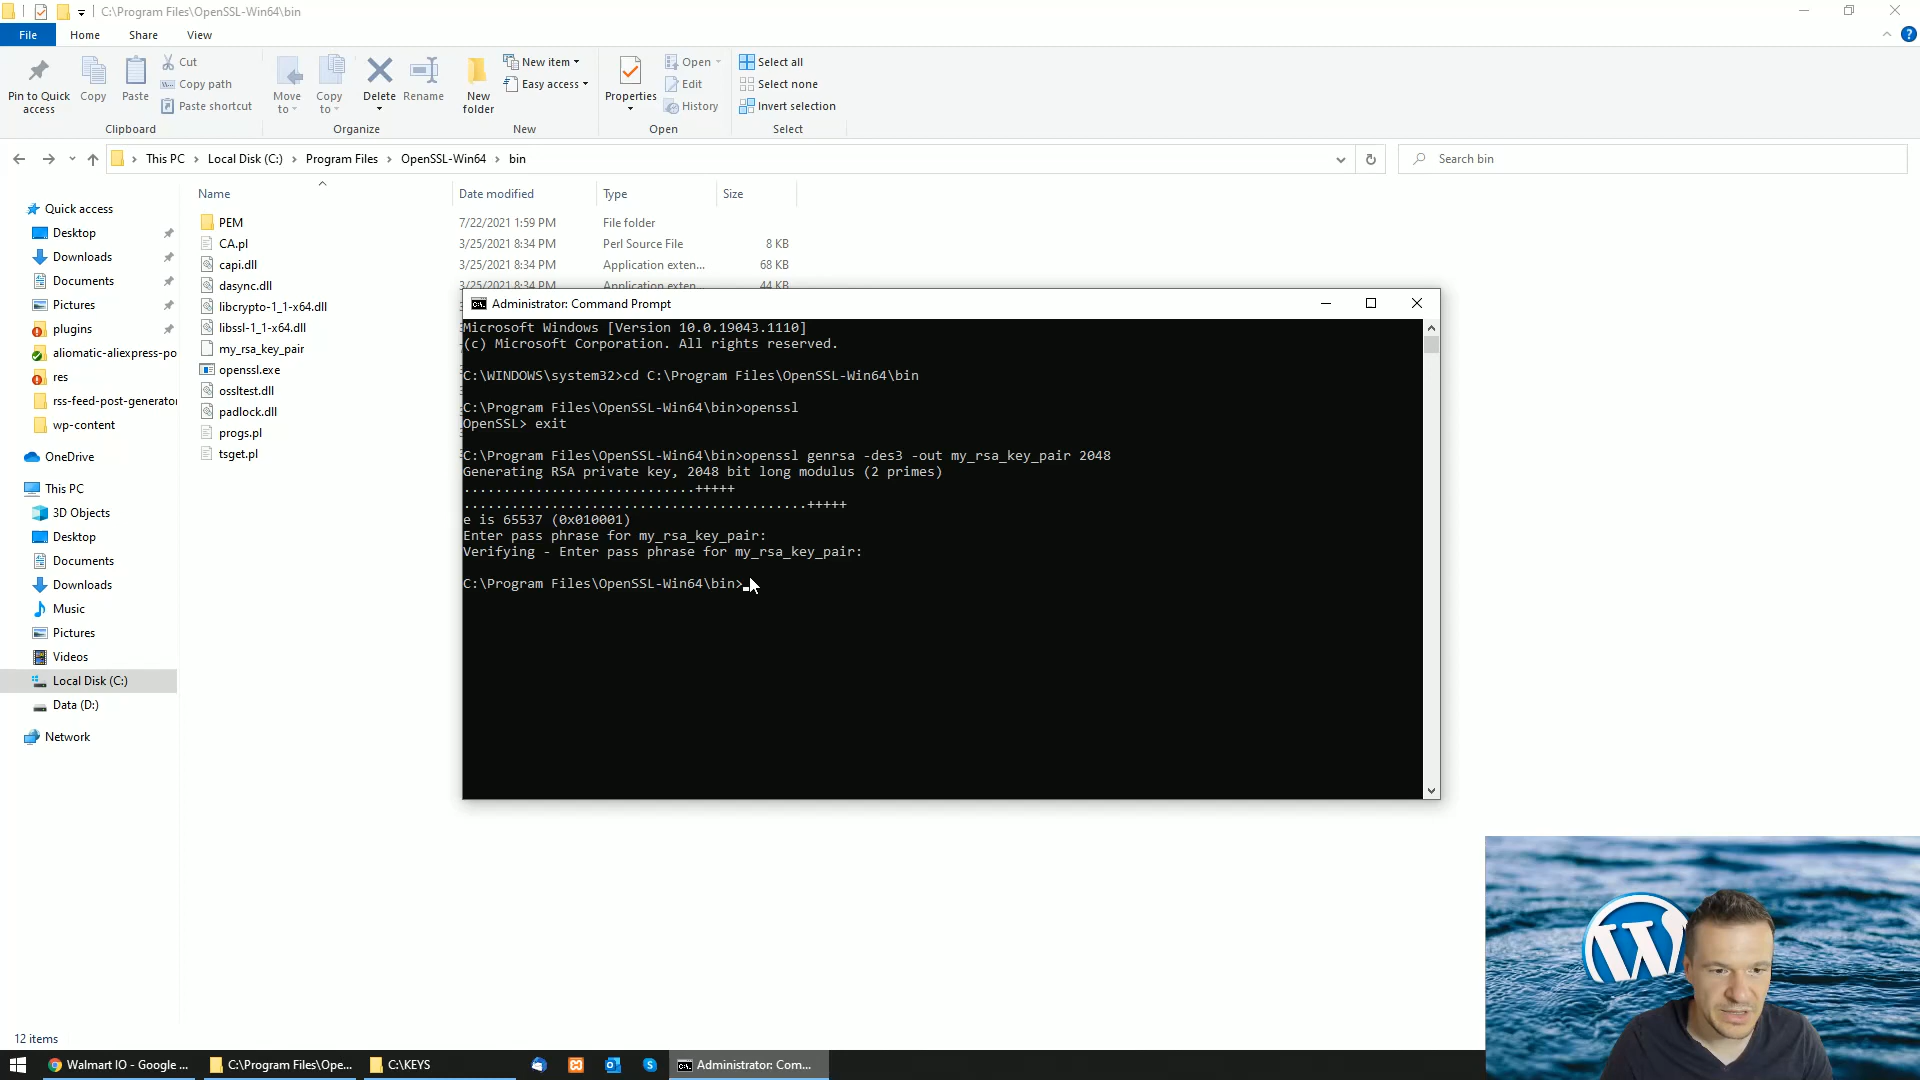 C:\Program Files\OpenSSL-Win64\bin
File Home Share View
Pin to Quick access
Copy
Paste
Cut
Copy path
Paste shortcut
Clipboard
Move to
Copy to
Delete
Rename
Organize
New folder
New item
Easy access
New
Properties
Open
Edit
History
Open
Select all
Select none
Invert selection
Select
This PC > Local Disk (C:) > Program Files > OpenSSL-Win64 > bin
Search bin
Name Date modified Type Size
Quick access
Desktop
Downloads
Documents
Pictures
plugins
aliomatic-aliexpress-po
res
rss-feed-post-generator
wp-content
OneDrive
This PC
3D Objects
Desktop
Documents
Downloads
Music
Pictures
Videos
Local Disk (C:)
Data (D:)
Network
PEM 7/22/2021 1:59 PM File folder
CA.pl 3/25/2021 8:34 PM Perl Source File 8 KB
capi.dll 3/25/2021 8:34 PM Application exten... 68 KB
dasync.dll 3/25/2021 8:34 PM Application exten... 44 KB
libcrypto-1_1-x64.dll
libssl-1_1-x64.dll
my_rsa_key_pair
openssl.exe
ossltest.dll
padlock.dll
progs.pl
tsget.pl
Administrator: Command Prompt
Microsoft Windows [Version 10.0.19043.1110]
(c) Microsoft Corporation. All rights reserved.
C:\WINDOWS\system32>cd C:\Program Files\OpenSSL-Win64\bin
C:\Program Files\OpenSSL-Win64\bin>openssl
OpenSSL> exit
C:\Program Files\OpenSSL-Win64\bin>openssl genrsa -des3 -out my_rsa_key_pair 2048
Generating RSA private key, 2048 bit long modulus (2 primes)
.............................+++++
...........................................+++++
e is 65537 (0x010001)
Enter pass phrase for my_rsa_key_pair:
Verifying - Enter pass phrase for my_rsa_key_pair:
C:\Program Files\OpenSSL-Win64\bin>
12 items
Walmart IO - Google ...
C:\Program Files\Ope...
C:\KEYS
Administrator: Com...